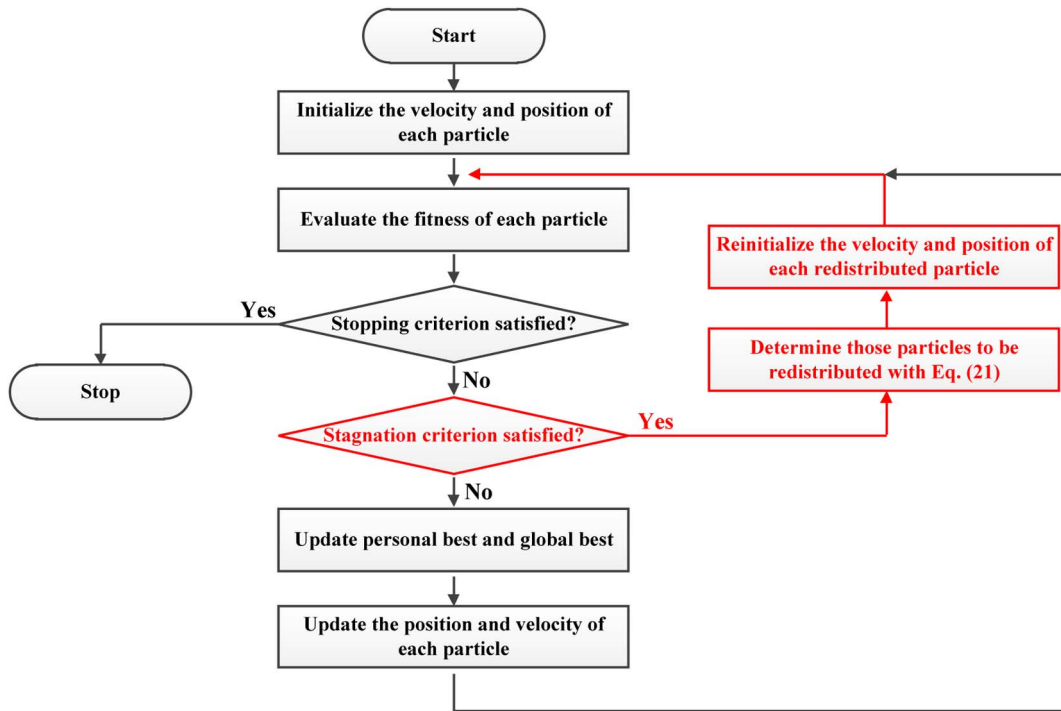 Start
Initialize the velocity and position of
each particle
Evaluate the fitness of each particle
Reinitialize the velocity and position of
each redistributed particle
Yes
Stopping criterion satisfied?
Determine those particles to be
redistributed with Eq. (21)
Stop
No
Yes
Stagnation criterion satisfied?
No
Update personal best and global best
Update the position and velocity of
each particle